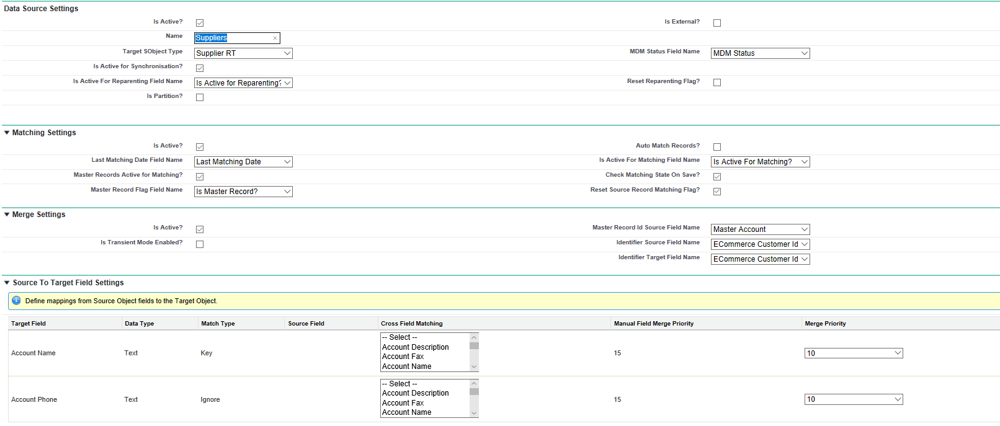 Data Source Settings
Is Active? Is External?
Name Suppliers ×
Target SObject Type Supplier RT MDM Status Field Name MDM Status
Is Active for Synchronisation?
Is Active For Reparenting Field Name Is Active for Reparenting? Reset Reparenting Flag?
Is Partition?
Matching Settings
Is Active? Auto Match Records?
Last Matching Date Field Name Last Matching Date Is Active For Matching Field Name Is Active For Matching?
Master Records Active for Matching? Check Matching State On Save?
Master Record Flag Field Name Is Master Record? Reset Source Record Matching Flag?
Merge Settings
Is Active? Master Record Id Source Field Name Master Account
Is Transient Mode Enabled? Identifier Source Field Name ECommerce Customer Id
Identifier Target Field Name ECommerce Customer Id
Source To Target Field Settings
Define mappings from Source Object fields to the Target Object.
Target Field Data Type Match Type Source Field Cross Field Matching Manual Field Merge Priority Merge Priority
-- Select --
Account Description
Account Name Text Key Account Fax 15 10
Account Name
-- Select --
Account Description
Account Phone Text Ignore Account Fax 15 10
Account Name